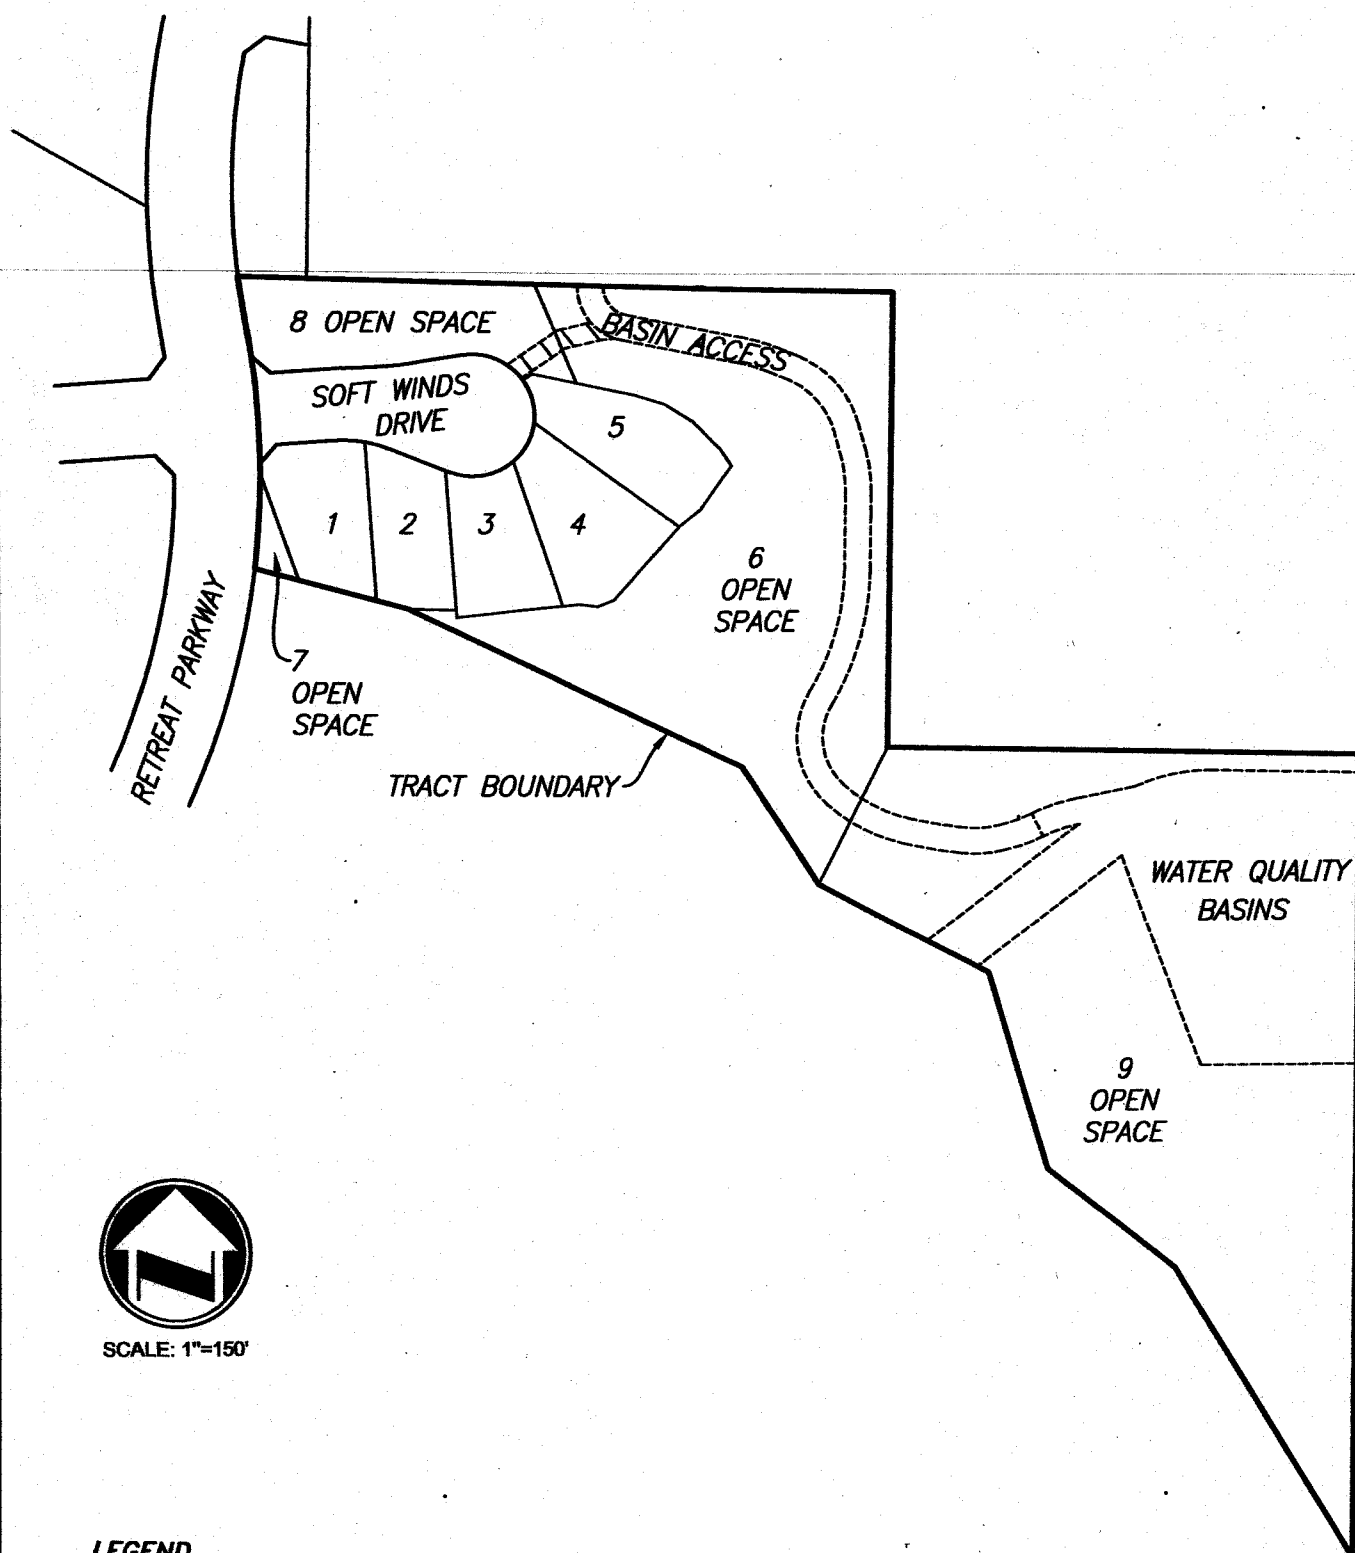 8 OPEN SPACE
BASIN ACCESS
SOFT WINDS
DRIVE
5
1
2
3
4
6
OPEN
SPACE
RETREAT PARKWAY
7
OPEN
SPACE
TRACT BOUNDARY
WATER QUALITY
BASINS
9
OPEN
SPACE
N
SCALE: 1"=150'
LEGEND